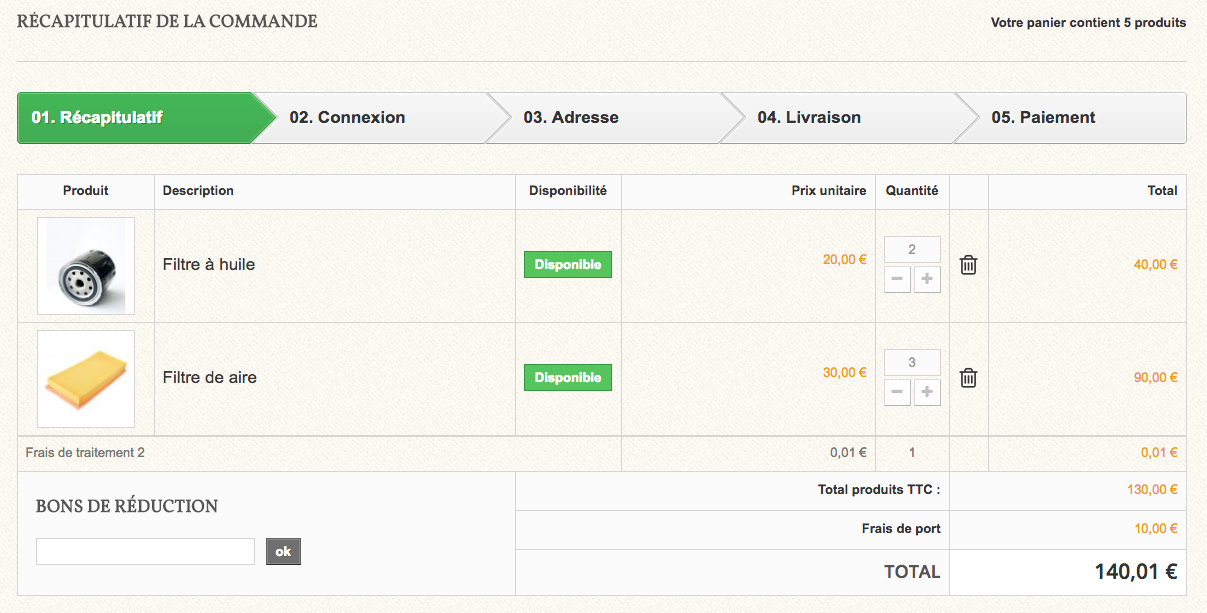 RÉCAPITULATIF DE LA COMMANDE
Votre panier contient 5 produits
01. Récapitulatif 02. Connexion 03. Adresse 04. Livraison 05. Paiement
Produit Description Disponibilité Prix unitaire Quantité Total
Filtre à huile Disponible 20,00 € 2 40,00 €
− +
Filtre de aire Disponible 30,00 € 3 90,00 €
− +
Frais de traitement 2 0,01 € 1 0,01 €
BONS DE RÉDUCTION
ok
Total produits TTC : 130,00 €
Frais de port 10,00 €
TOTAL 140,01 €